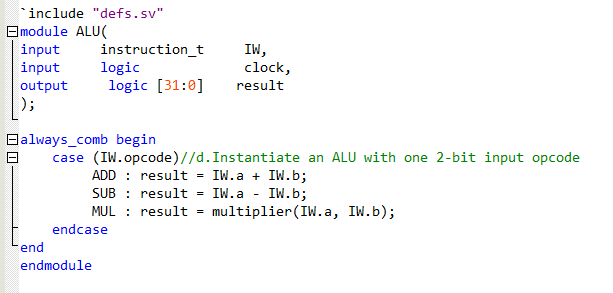 `include "defs.sv"
module ALU(
input     instruction_t     IW,
input     logic             clock,
output     logic [31:0]    result
);
always_comb begin
    case (IW.opcode)//d.Instantiate an ALU with one 2-bit input opcode
         ADD : result = IW.a + IW.b;
         SUB : result = IW.a - IW.b;
         MUL : result = multiplier(IW.a, IW.b);
    endcase
end
endmodule